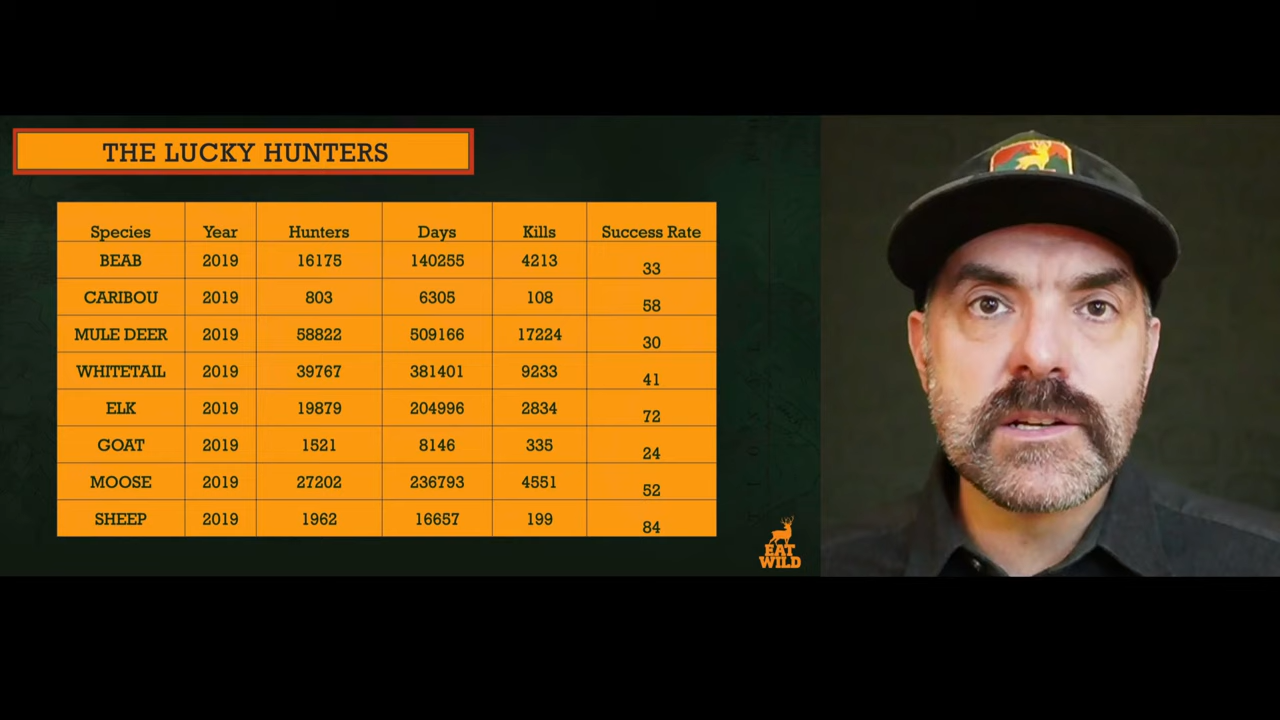 THE LUCKY HUNTERS
Species Year Hunters Days Kills Success Rate
BEAB 2019 16175 140255 4213 33
CARIBOU 2019 803 6305 108 58
MULE DEER 2019 58822 509166 17224 30
WHITETAIL 2019 39767 381401 9233 41
ELK 2019 19879 204996 2834 72
GOAT 2019 1521 8146 335 24
MOOSE 2019 27202 236793 4551 52
SHEEP 2019 1962 16657 199 84
EAT
WILD